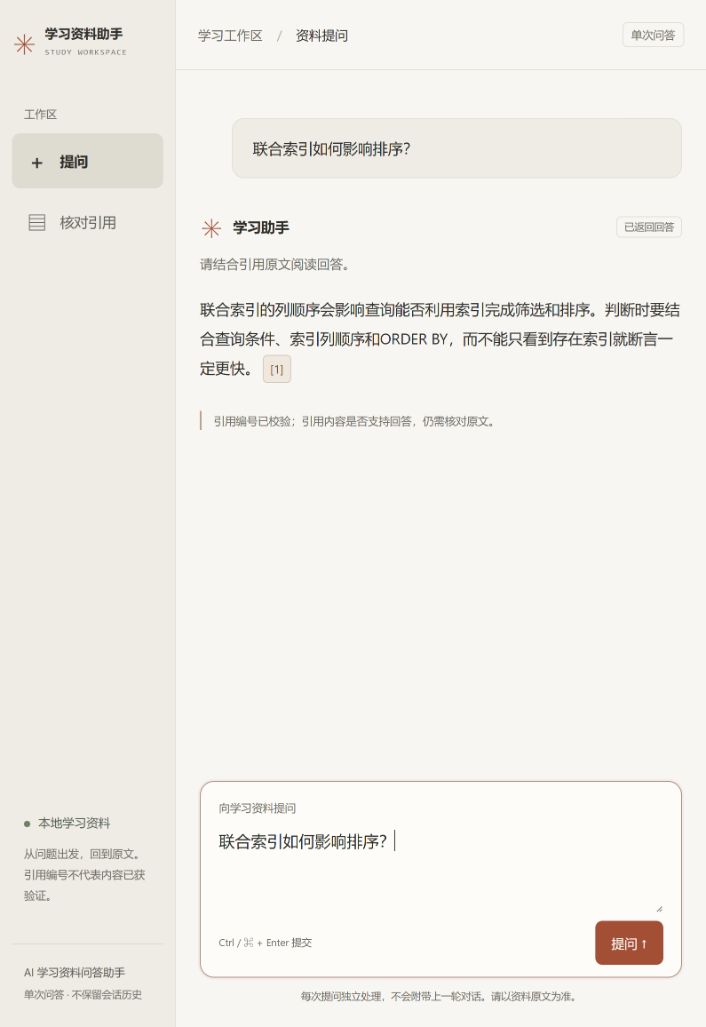 学习资料助手
STUDY WORKSPACE
学习工作区 / 资料提问
单次问答
工作区
+ 提问
核对引用
联合索引如何影响排序？
学习助手
已返回回答
请结合引用原文阅读回答。
联合索引的列顺序会影响查询能否利用索引完成筛选和排序。判断时要结
合查询条件、索引列顺序和ORDER BY，而不能只看到存在索引就断言一
定更快。 [1]
引用编号已校验；引用内容是否支持回答，仍需核对原文。
向学习资料提问
联合索引如何影响排序？
Ctrl / ⌘ + Enter 提交
提问 ↑
每次提问独立处理，不会附带上一轮对话。请以资料原文为准。
本地学习资料
从问题出发，回到原文。
引用编号不代表内容已获
验证。
AI 学习资料问答助手
单次问答 · 不保留会话历史